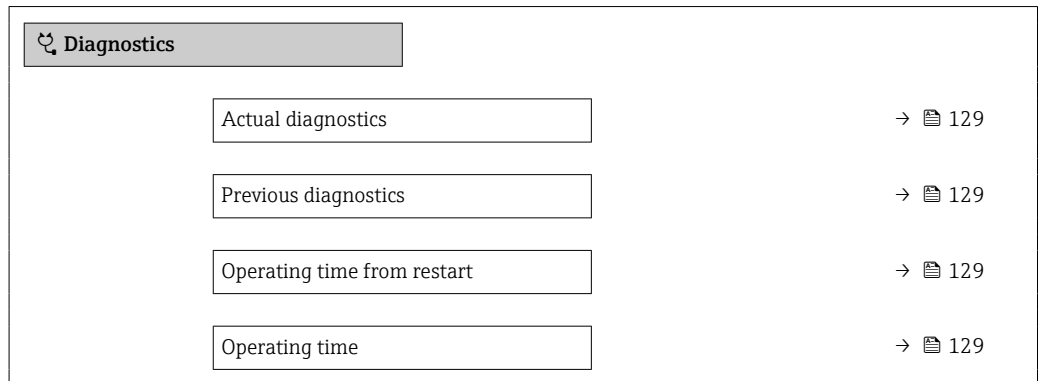 Diagnostics
Actual diagnostics → 129
Previous diagnostics → 129
Operating time from restart → 129
Operating time → 129